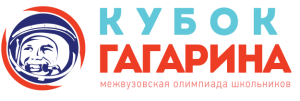 КУБОК
ГАГАРИНА
межвузовская олимпиада школьников